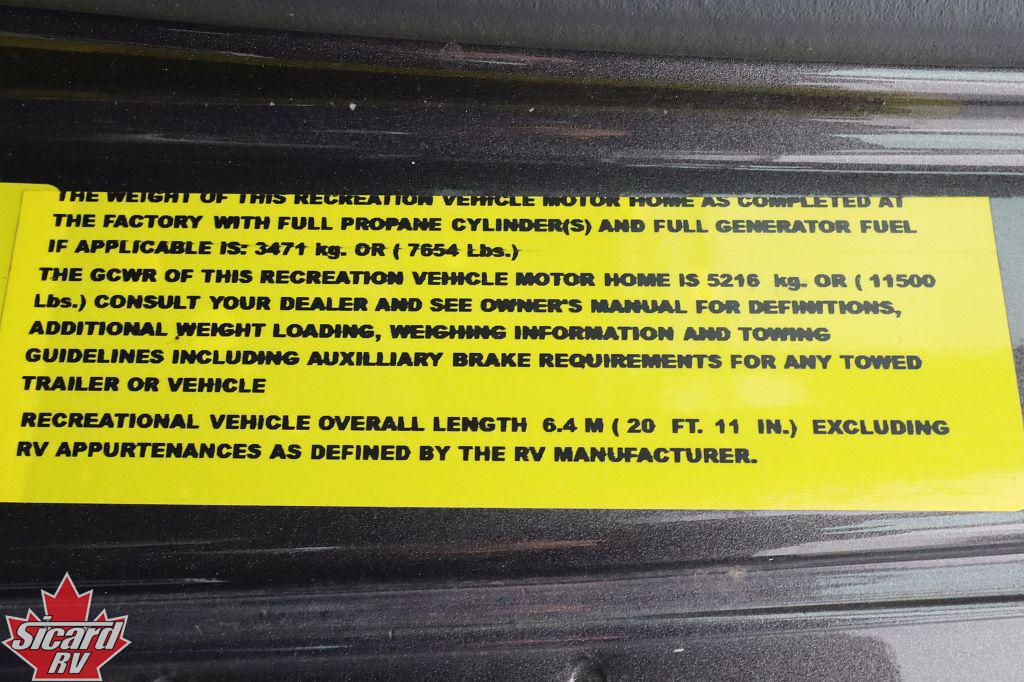 THE WEIGHT OF THIS RECREATION VEHICLE MOTOR HOME AS COMPLETED AT
THE FACTORY WITH FULL PROPANE CYLINDER(S) AND FULL GENERATOR FUEL
IF APPLICABLE IS: 3471 kg. OR ( 7654 Lbs.)
THE GCWR OF THIS RECREATION VEHICLE MOTOR HOME IS 5216 kg. OR ( 11500
Lbs.) CONSULT YOUR DEALER AND SEE OWNER'S MANUAL FOR DEFINITIONS,
ADDITIONAL WEIGHT LOADING, WEIGHING INFORMATION AND TOWING
GUIDELINES INCLUDING AUXILLIARY BRAKE REQUIREMENTS FOR ANY TOWED
TRAILER OR VEHICLE
RECREATIONAL VEHICLE OVERALL LENGTH 6.4 M ( 20 FT. 11 IN.) EXCLUDING
RV APPURTENANCES AS DEFINED BY THE RV MANUFACTURER.
Sicard
RV